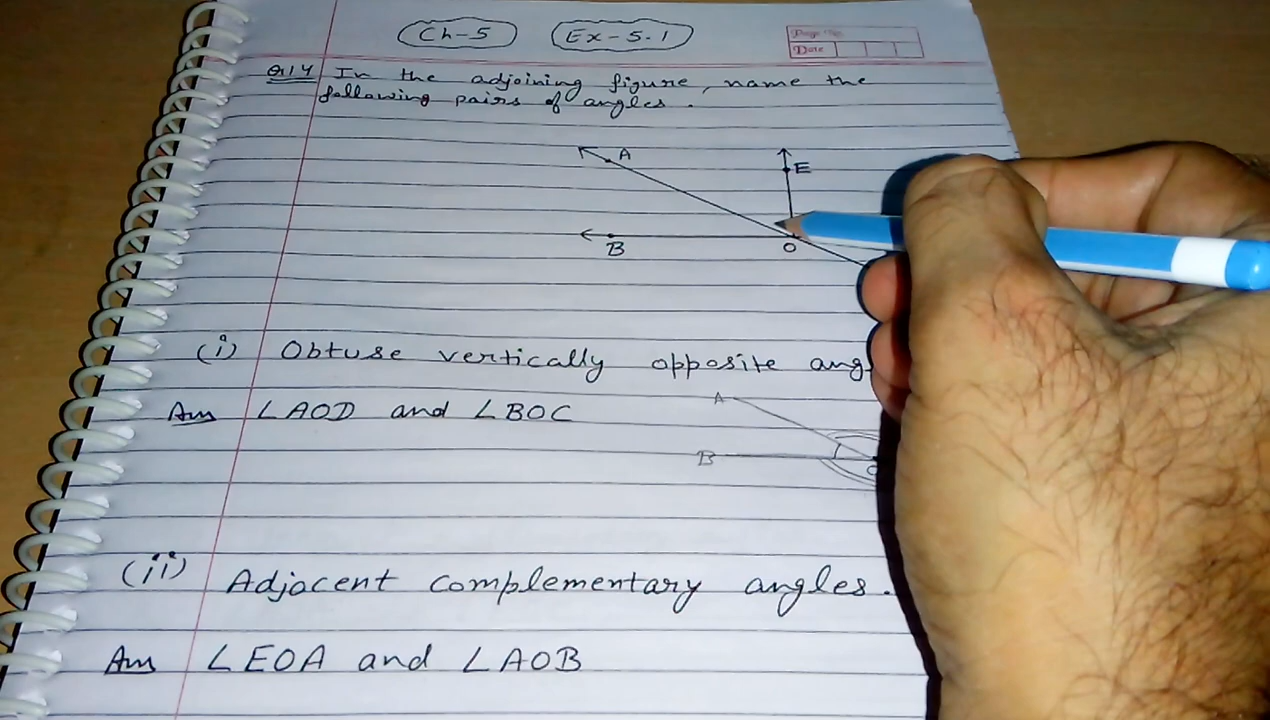 Ch-5 Ex-5.1
Page No.
Date
Q.14 In the adjoining figure, name the
following pairs of angles.
A E
B O
(i) Obtuse vertically opposite ang
Ans ∠AOD and ∠BOC
A
B
(ii) Adjacent complementary angles.
Ans ∠EOA and ∠AOB